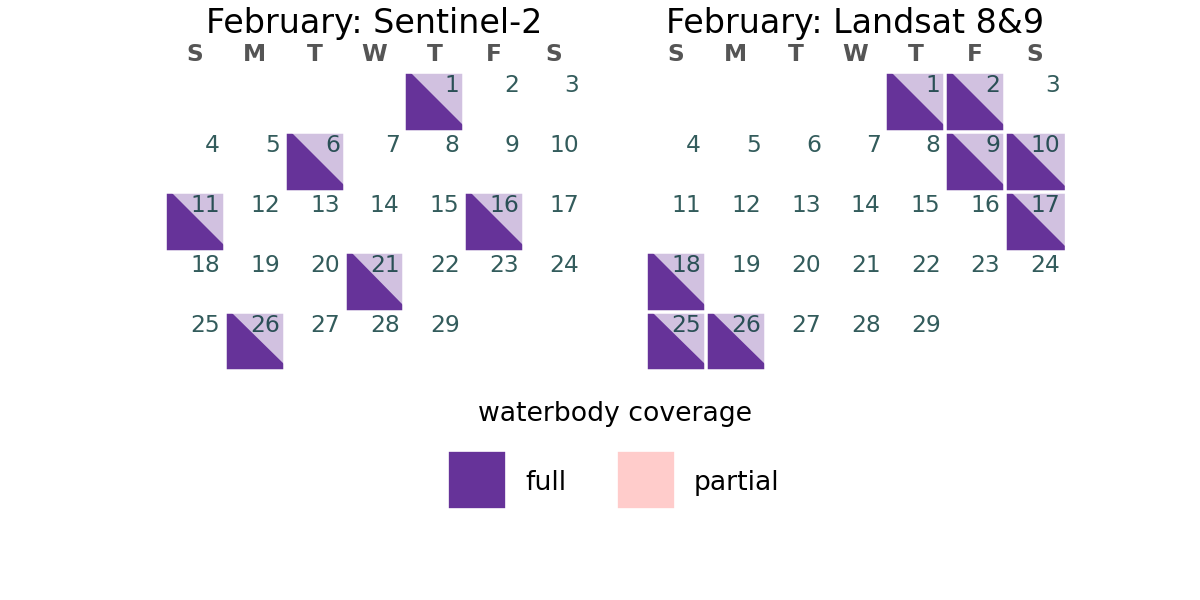 February: Sentinel-2
S M T W T F S
1 2 3
4 5 6 7 8 9 10
11 12 13 14 15 16 17
18 19 20 21 22 23 24
25 26 27 28 29
February: Landsat 8&9
S M T W T F S
1 2 3
4 5 6 7 8 9 10
11 12 13 14 15 16 17
18 19 20 21 22 23 24
25 26 27 28 29
waterbody coverage
full partial